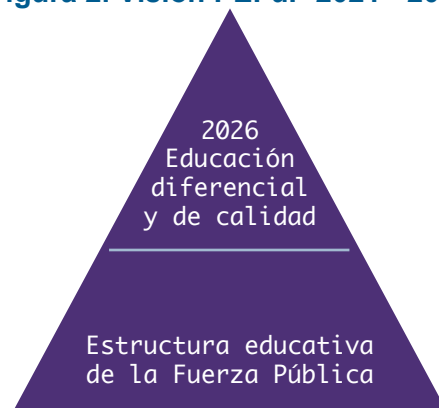 2026
Educación
diferencial
y de calidad
Estructura educativa
de la Fuerza Pública